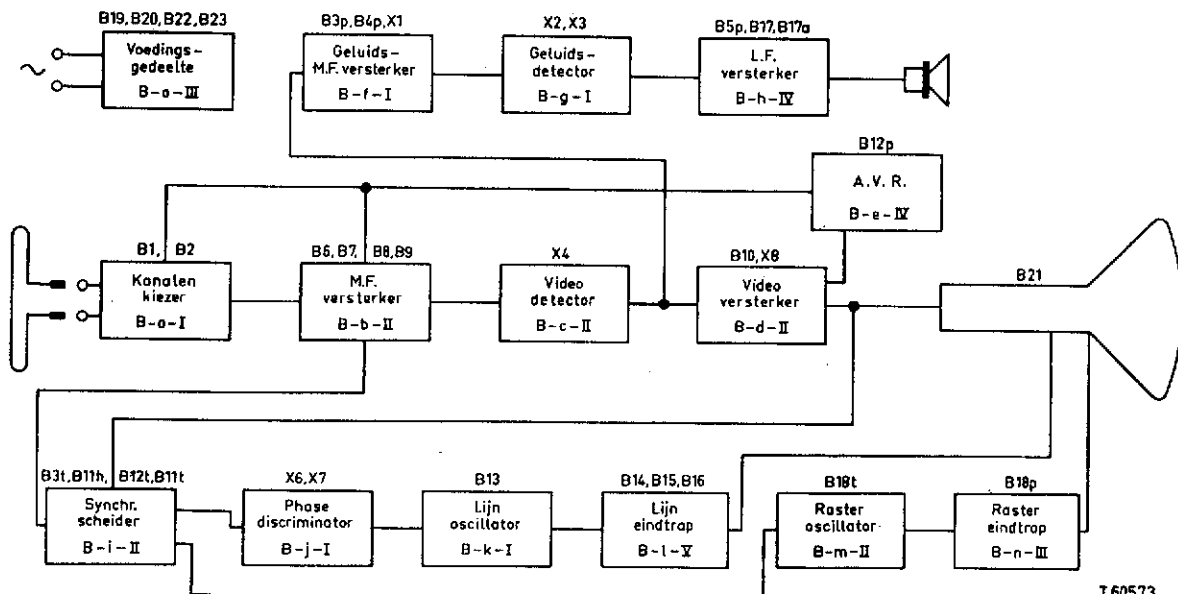 B19, B20, B22, B23
Voedings-
gedeelte
B-a-III
B3p, B4p, X1
Geluids-
M.F. versterker
B-f-I
X2, X3
Geluids-
detector
B-g-I
B5p, B17, B17a
L.F.
versterker
B-h-IV
B12p
A.V.R.
B-e-IV
B1, B2
Kanalen
kiezer
B-a-I
B6, B7, B8, B9
M.F.
versterker
B-b-II
X4
Video
detector
B-c-II
B10, X8
Video
versterker
B-d-II
B21
B3t, B11h, B12t, B11t
Synchr.
scheider
B-i-II
X6, X7
Phase
discriminator
B-j-I
B13
Lijn
oscillator
B-k-I
B14, B15, B16
Lijn
eindtrap
B-l-V
B18t
Raster
oscillator
B-m-II
B18p
Raster
eindtrap
B-n-III
T60573